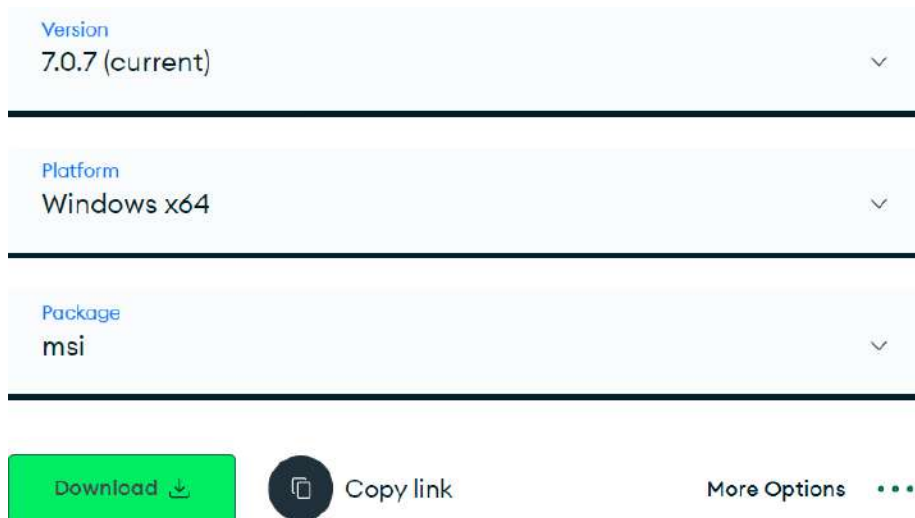 Version
7.0.7 (current)
Platform
Windows x64
Package
msi
Download
Copy link
More Options